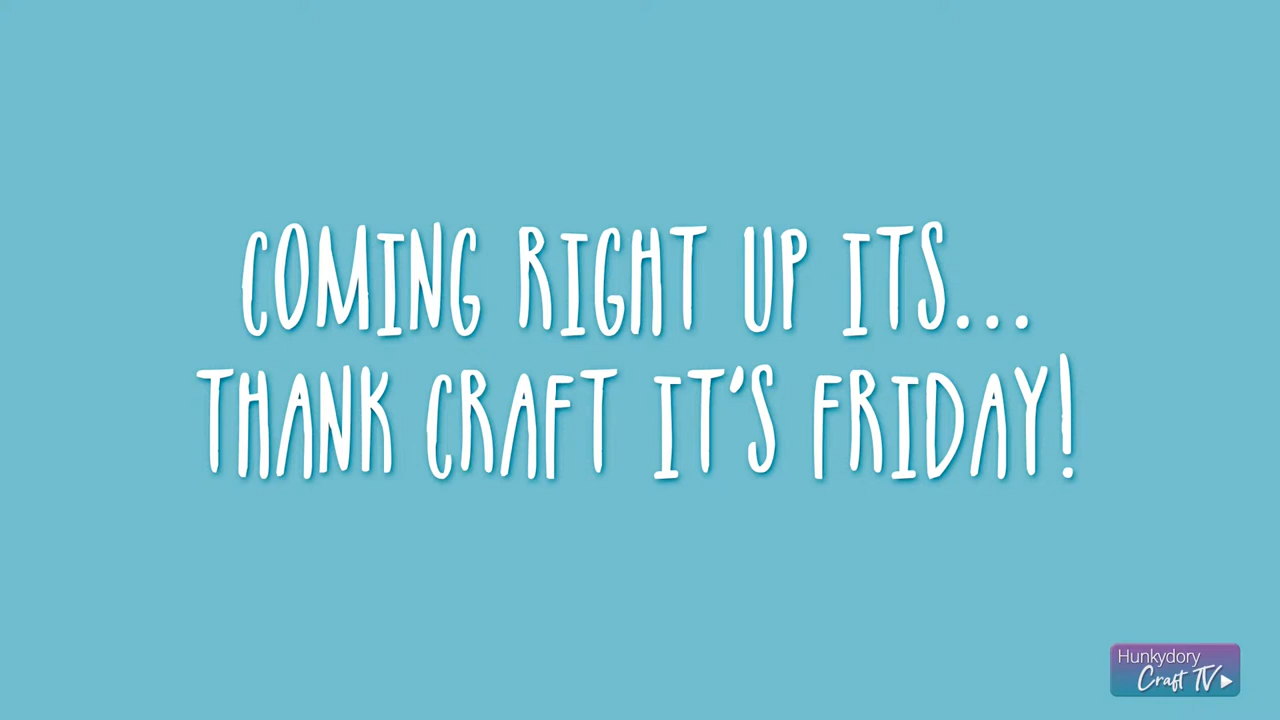 COMING RIGHT UP ITS...
THANK CRAFT IT'S FRIDAY!
Hunkydory
Craft TV